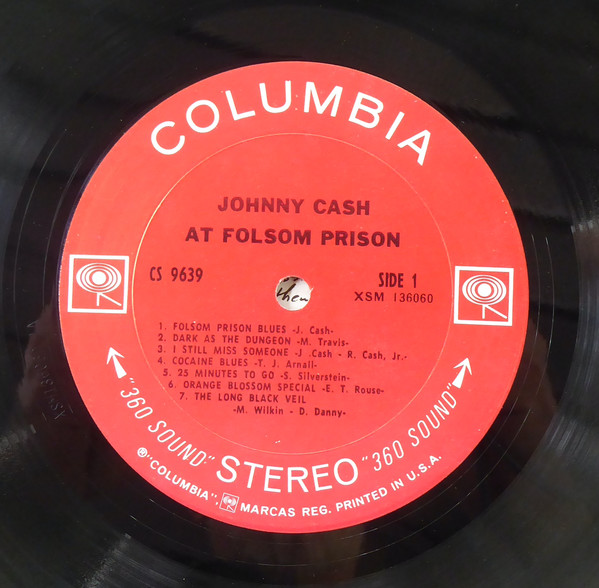 COLUMBIA
JOHNNY CASH
AT FOLSOM PRISON
CS 9639
SIDE 1
XSM 136060
then
1. FOLSOM PRISON BLUES -J. Cash-
2. DARK AS THE DUNGEON -M. Travis-
3. I STILL MISS SOMEONE -J .Cash - R. Cash, Jr.-
4. COCAINE BLUES -T. J. Arnall-
5. 25 MINUTES TO GO -S. Silverstein-
6. ORANGE BLOSSOM SPECIAL -E. T. Rouse-
7. THE LONG BLACK VEIL
-M. Wilkin - D. Danny-
"360 SOUND" STEREO "360 SOUND"
Ⓡ "COLUMBIA", MARCAS REG. PRINTED IN U.S.A.